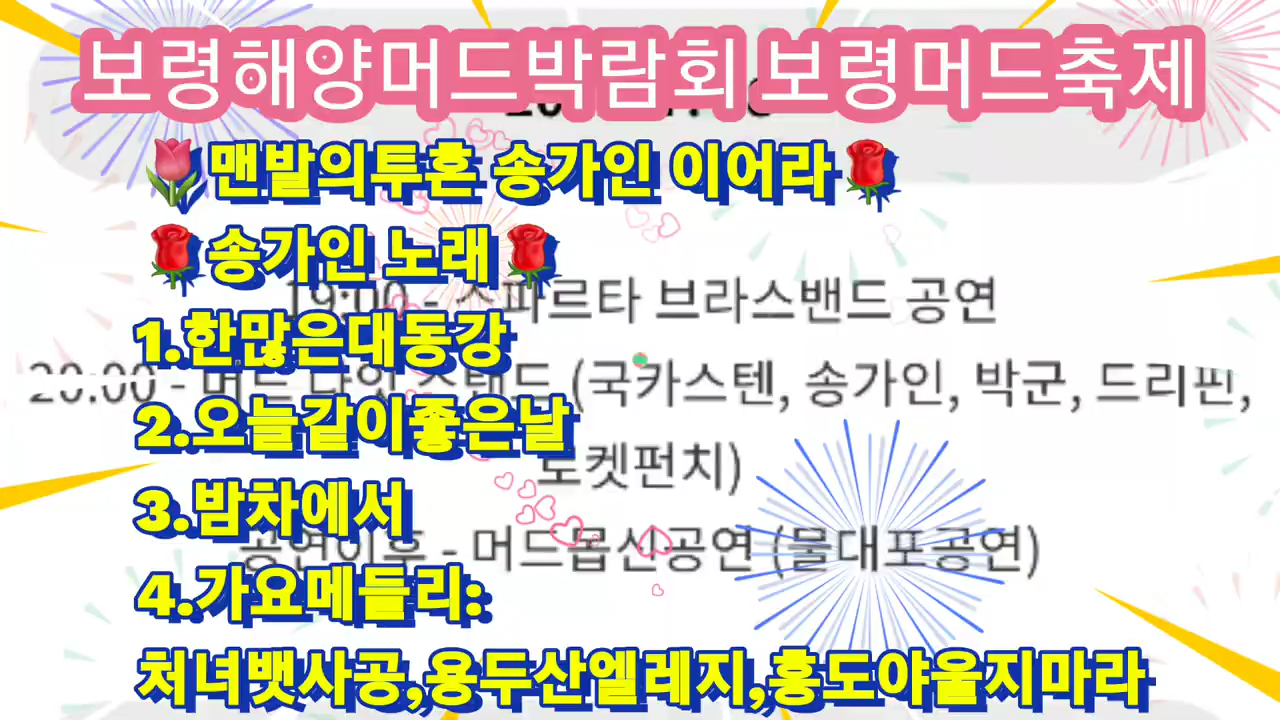 보령해양머드박람회 보령머드축제
맨발의투혼 송가인 이어라
송가인 노래
19:00 - 스파르타 브라스밴드 공연
1.한많은대동강
20:00 - 머드 나잇 스탠드 (국카스텐, 송가인, 박군, 드리핀,
2.오늘같이좋은날
로켓펀치)
3.밤차에서
공연이후 - 머드몹신공연 (물대포공연)
4.가요메들리:
처녀뱃사공,용두산엘레지,홍도야울지마라